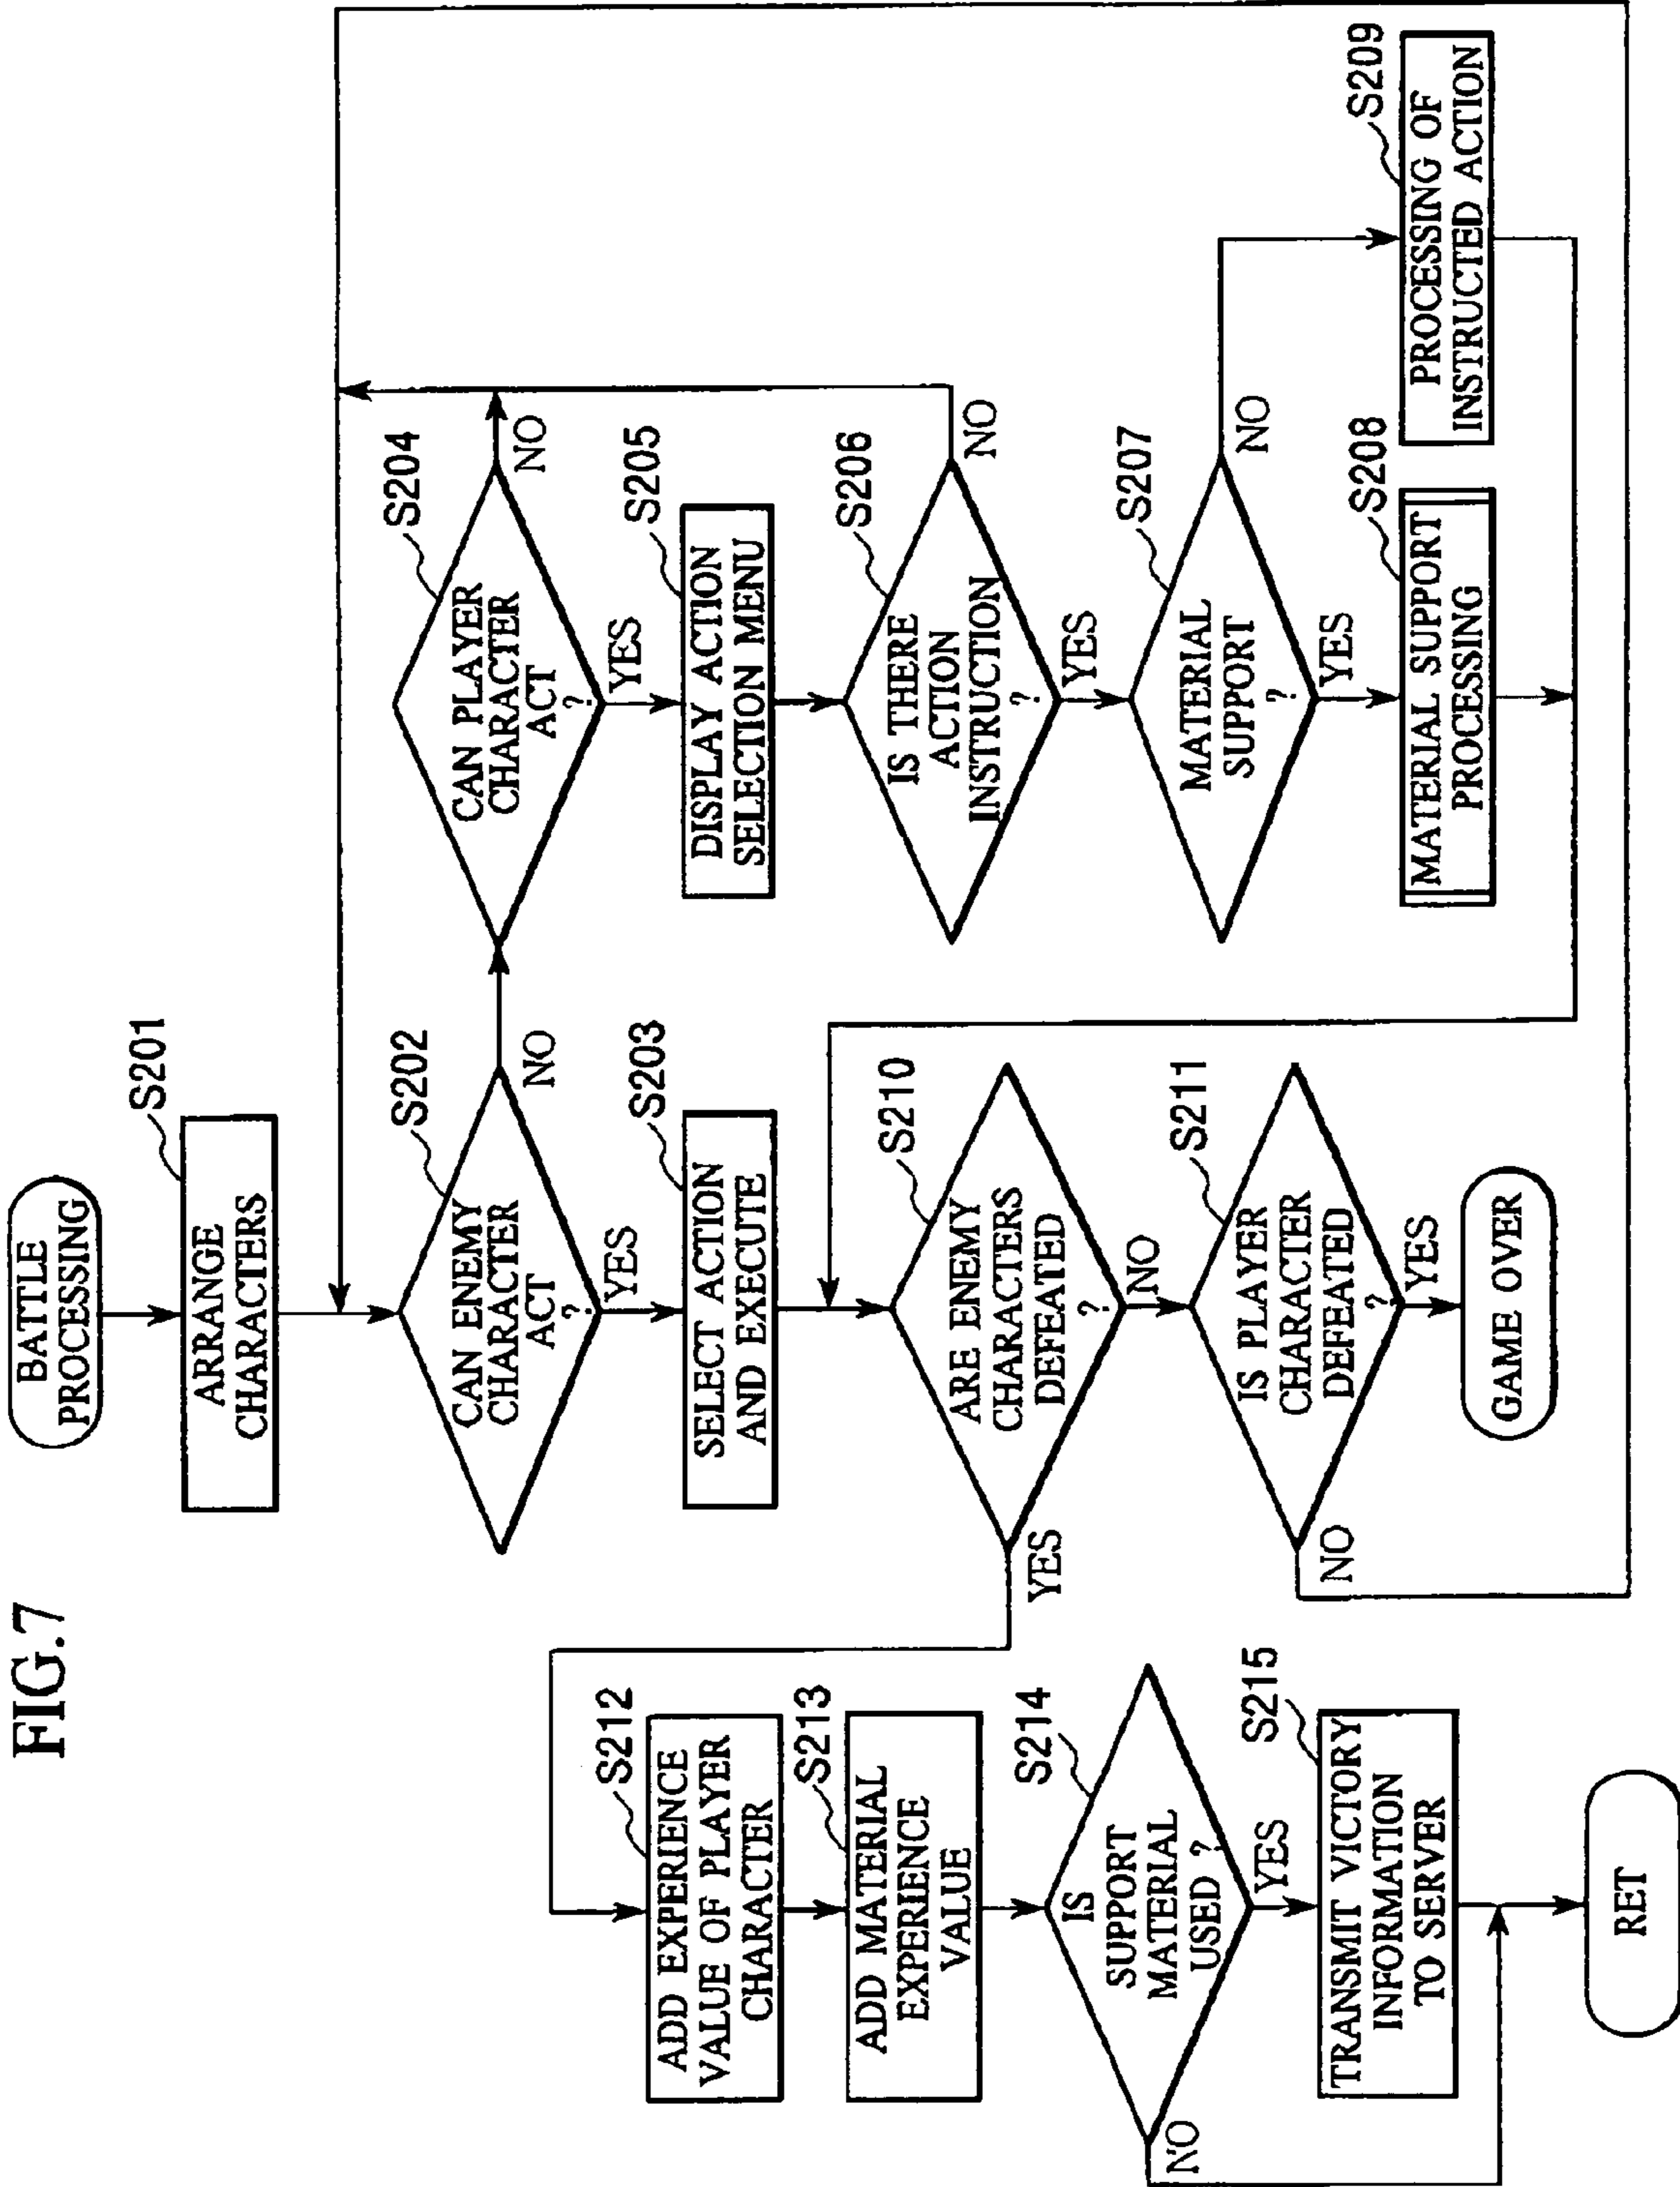 FIG.7
BATTLE
PROCESSING
S201
ARRANGE
CHARACTERS
S202
CAN ENEMY
CHARACTER
ACT
?
NO
YES
S203
SELECT ACTION
AND EXECUTE
S204
CAN PLAYER
CHARACTER
ACT
?
NO
YES
S205
DISPLAY ACTION
SELECTION MENU
S206
IS THERE
ACTION
INSTRUCTION
?
NO
YES
S207
MATERIAL
SUPPORT
?
NO
YES
S208
MATERIAL SUPPORT
PROCESSING
S209
PROCESSING OF
INSTRUCTED ACTION
S210
ARE ENEMY
CHARACTERS
DEFEATED
?
YES
NO
S211
IS PLAYER
CHARACTER
DEFEATED
?
NO
YES
GAME OVER
S212
ADD EXPERIENCE
VALUE OF PLAYER
CHARACTER
S213
ADD MATERIAL
EXPERIENCE
VALUE
S214
IS
SUPPORT
MATERIAL
USED ?
NO
YES
S215
TRANSMIT VICTORY
INFORMATION
TO SERVER
RET